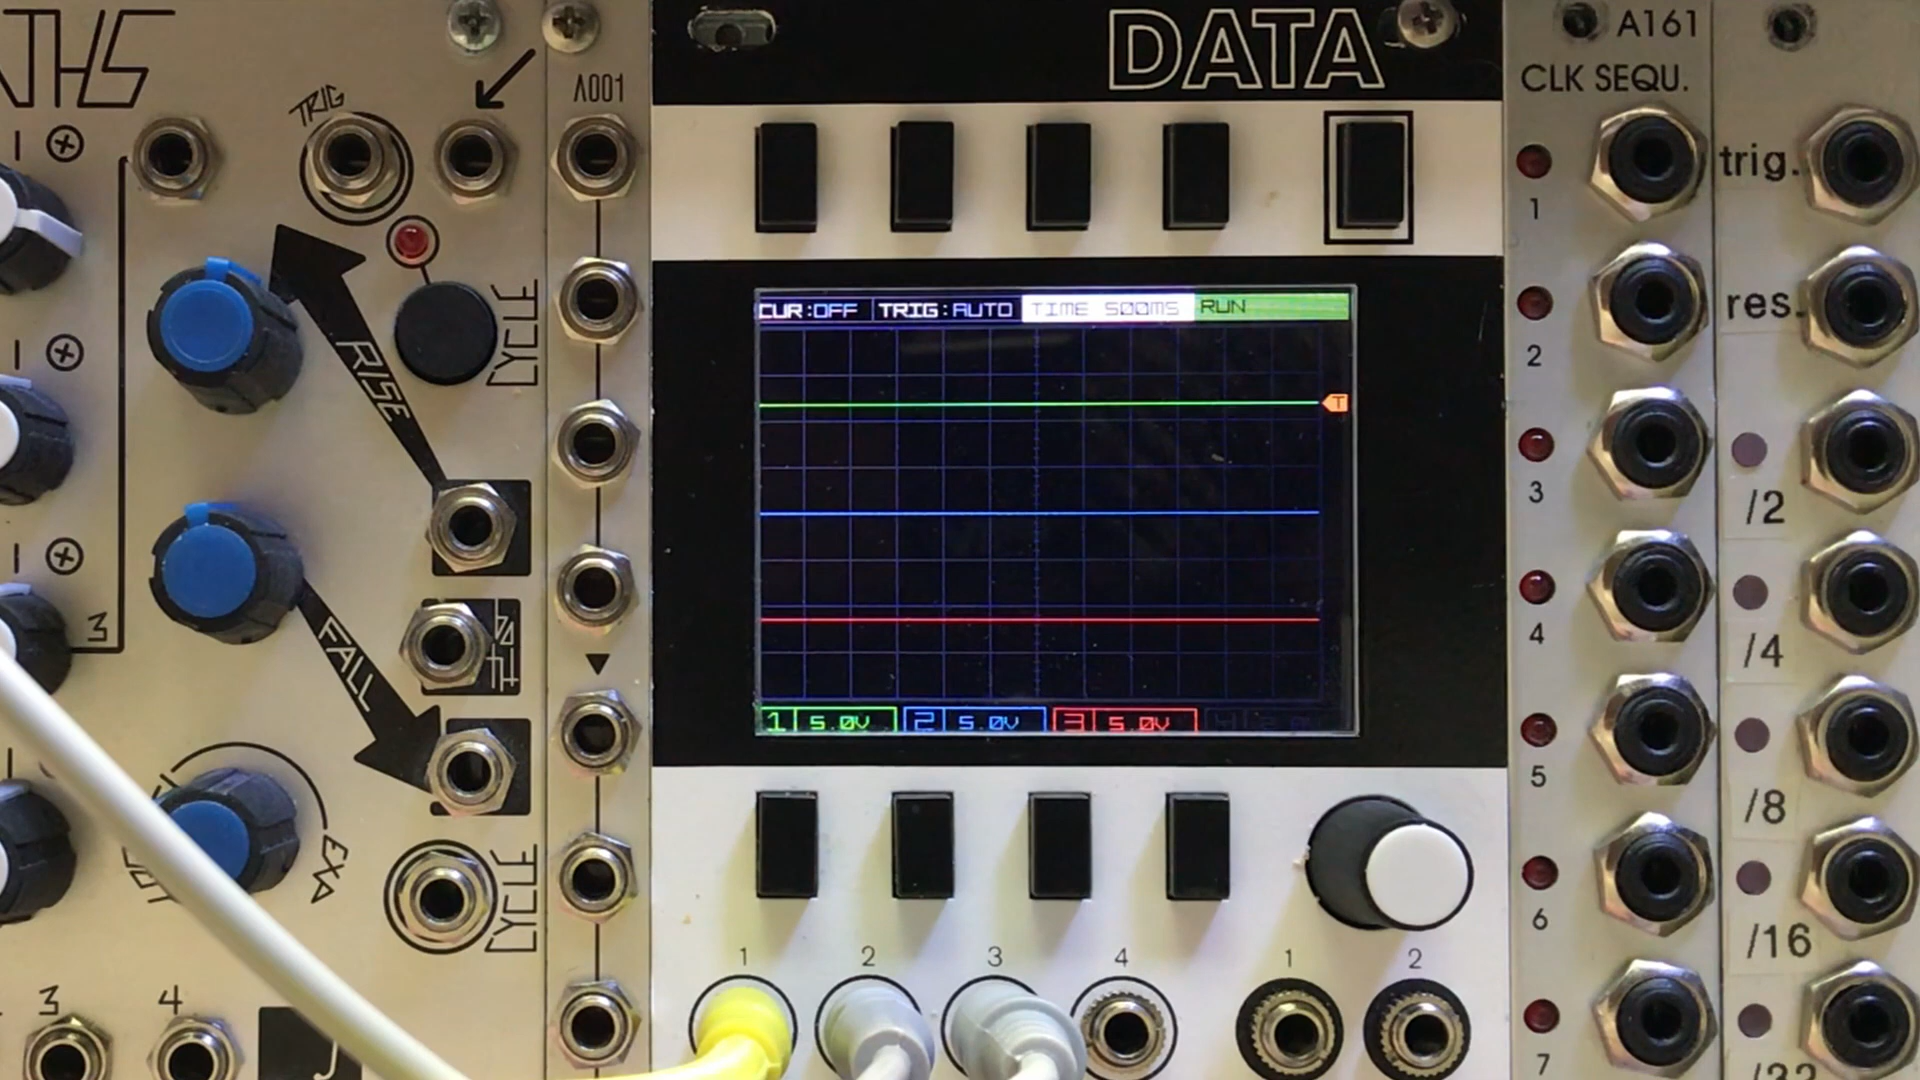 TRIG
RISE
CYCLE
3
FALL
CYCLE
3 4
A001
DATA
CUR:OFF TRIG:AUTO TIME 500MS RUN
T
1 5.0V 2 5.0V 3 5.0V
1 2 3 4 1 2
A161
CLK SEQU.
1
2
3
4
5
6
7
trig.
res.
/2
/4
/8
/16